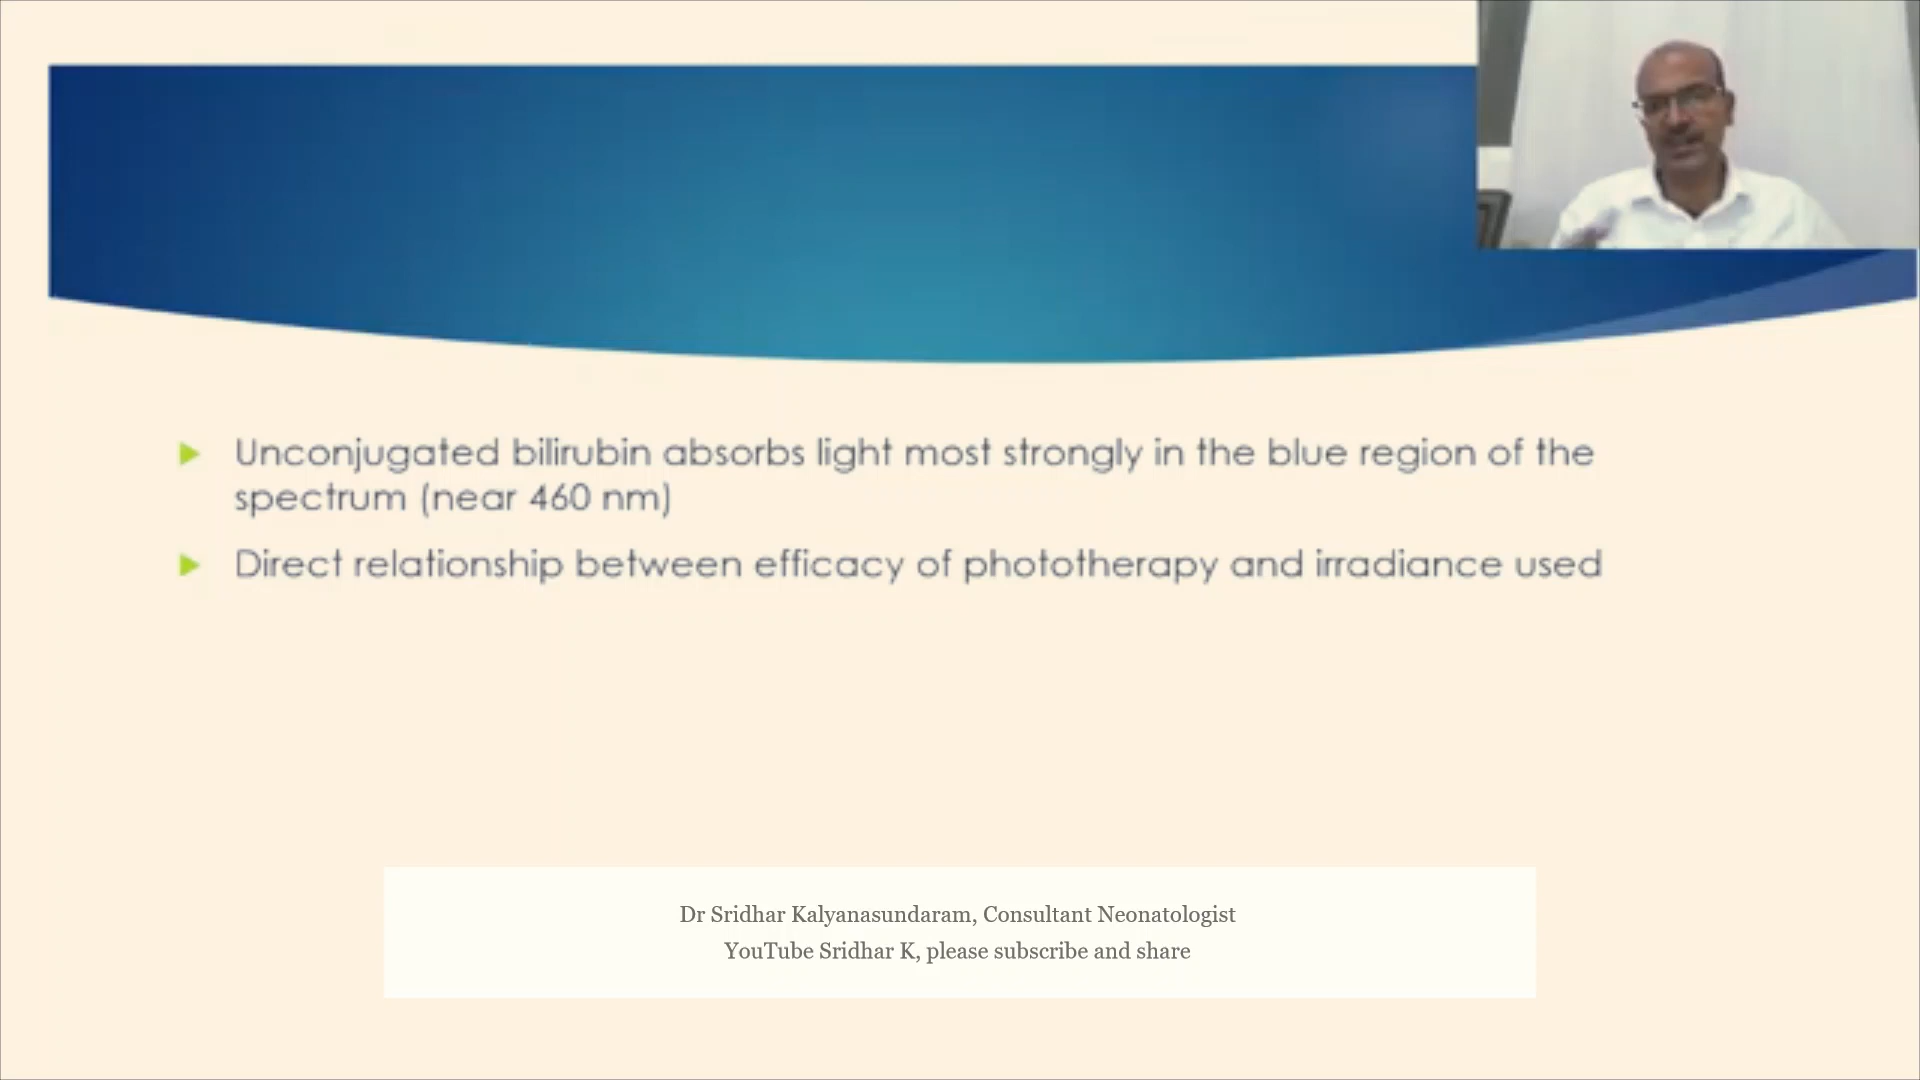 Unconjugated bilirubin absorbs light most strongly in the blue region of the
spectrum (near 460 nm)
Direct relationship between efficacy of phototherapy and irradiance used
Dr Sridhar Kalyanasundaram, Consultant Neonatologist
YouTube Sridhar K, please subscribe and share